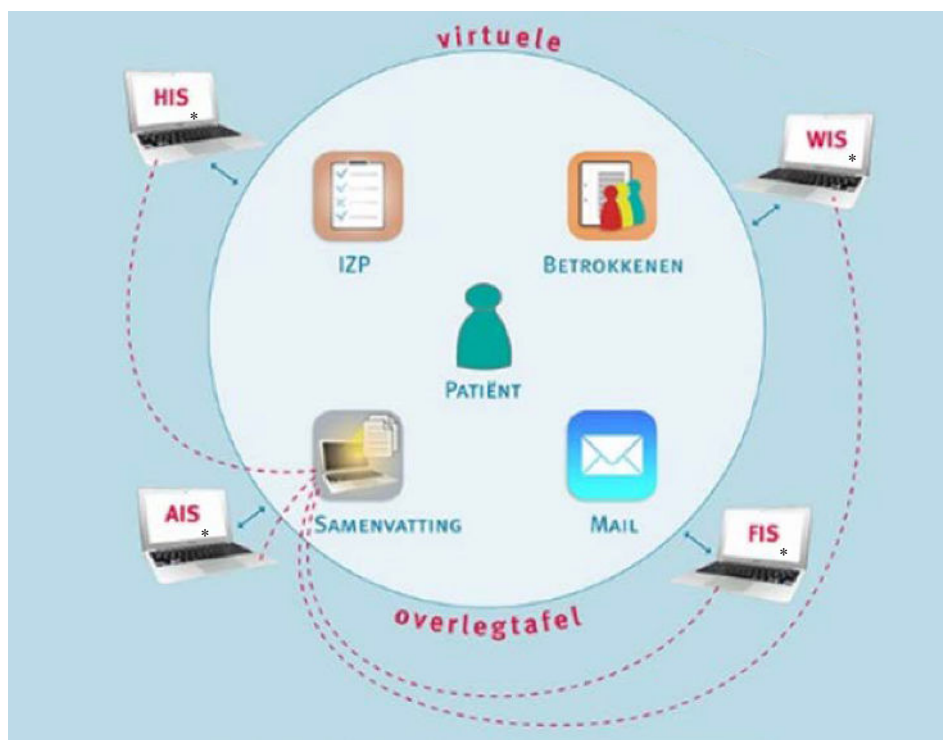 virtuele
HIS
*
WIS
*
IZP
BETROKKENEN
PATIËNT
AIS
*
SAMENVATTING
MAIL
FIS
*
overlegtafel